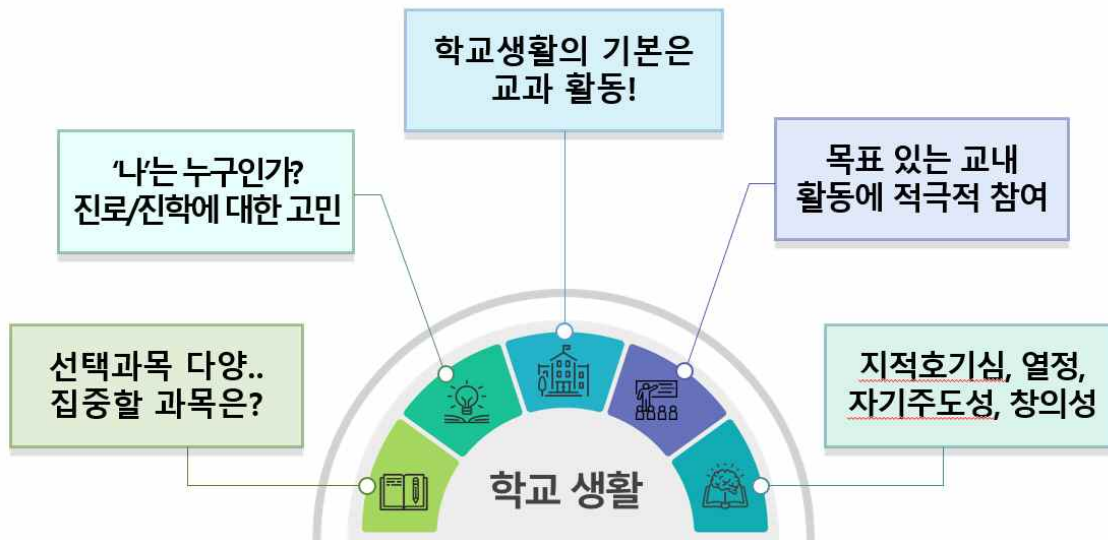 학교생활의 기본은
교과 활동!
‘나’는 누구인가?
진로/진학에 대한 고민
목표 있는 교내
활동에 적극적 참여
선택과목 다양..
집중할 과목은?
지적호기심, 열정,
자기주도성, 창의성
학교 생활